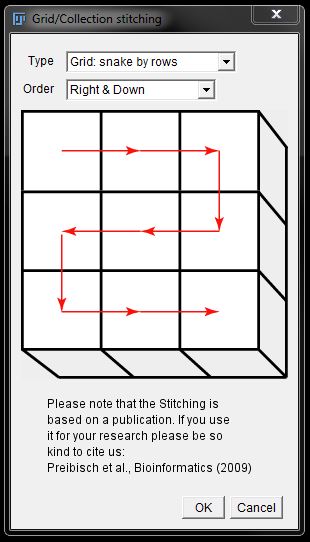 Grid/Collection stitching
Type Grid: snake by rows
Order Right & Down
Please note that the Stitching is
based on a publication. If you use
it for your research please be so
kind to cite us:
Preibisch et al., Bioinformatics (2009)
OK Cancel